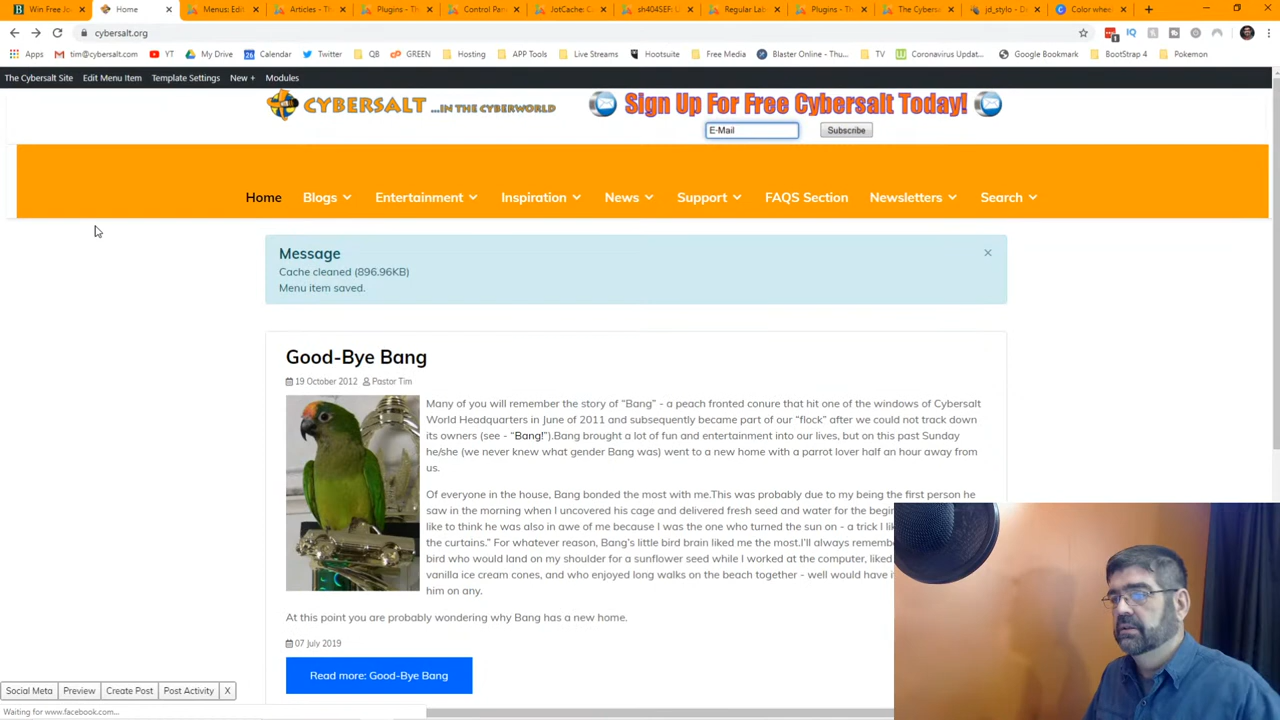 Win Free Jo
Home
Menus: Edit
Articles - Th
Plugins - Th
Control Pan
JotCache: C
sh404SEF: U
Regular Lab
Plugins - Th
The Cybersa
jd_stylo - Di
Color whee
cybersalt.org
Apps
tim@cybersalt.com
YT
My Drive
Calendar
Twitter
QB
GREEN
Hosting
APP Tools
Live Streams
Hootsuite
Free Media
Blaster Online - Thu...
TV
Coronavirus Updat...
Google Bookmark
BootStrap 4
Pokemon
The Cybersalt Site
Edit Menu Item
Template Settings
New +
Modules
CYBERSALT ...IN THE CYBERWORLD
Sign Up For Free Cybersalt Today!
E-Mail
Subscribe
Home
Blogs
Entertainment
Inspiration
News
Support
FAQS Section
Newsletters
Search
Message
Cache cleaned (896.96KB)
Menu item saved.
Good-Bye Bang
19 October 2012 Pastor Tim
Many of you will remember the story of "Bang" - a peach fronted conure that hit one of the windows of Cybersalt
World Headquarters in June of 2011 and subsequently became part of our "flock" after we could not track down
its owners (see - "Bang!").Bang brought a lot of fun and entertainment into our lives, but on this past Sunday
he/she (we never knew what gender Bang was) went to a new home with a parrot lover half an hour away from
us.
Of everyone in the house, Bang bonded the most with me.This was probably due to my being the first person he
saw in the morning when I uncovered his cage and delivered fresh seed and water for the begin
like to think he was also in awe of me because I was the one who turned the sun on - a trick I lik
the curtains." For whatever reason, Bang's little bird brain liked me the most.I'll always rememb
bird who would land on my shoulder for a sunflower seed while I worked at the computer, liked
vanilla ice cream cones, and who enjoyed long walks on the beach together - well would have i
him on any.
At this point you are probably wondering why Bang has a new home.
07 July 2019
Read more: Good-Bye Bang
Social Meta
Preview
Create Post
Post Activity
X
Waiting for www.facebook.com...